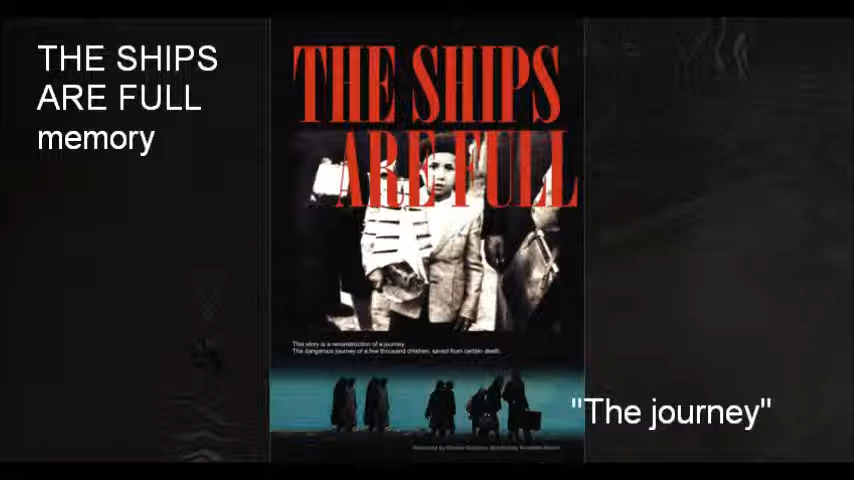 THE SHIPS
ARE FULL
memory
THE SHIPS
ARE FULL
This story is a reconstruction of a journey.
The dangerous journey of a few thousand children, saved from certain death.
"The journey"